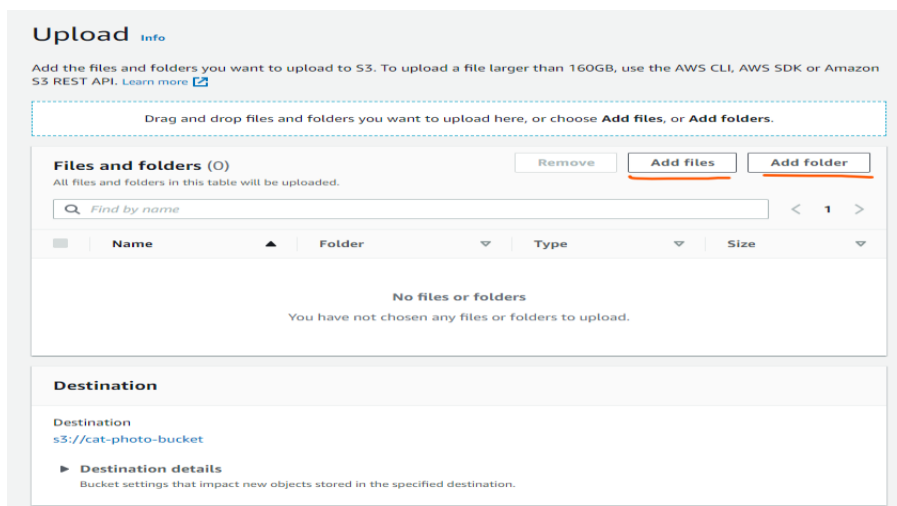 Upload Info
Add the files and folders you want to upload to S3. To upload a file larger than 160GB, use the AWS CLI, AWS SDK or Amazon
S3 REST API. Learn more
Drag and drop files and folders you want to upload here, or choose Add files, or Add folders.
Files and folders (0)
Remove
Add files
Add folder
All files and folders in this table will be uploaded.
Find by name
< 1 >
Name Folder Type Size
No files or folders
You have not chosen any files or folders to upload.
Destination
Destination
s3://cat-photo-bucket
Destination details
Bucket settings that impact new objects stored in the specified destination.